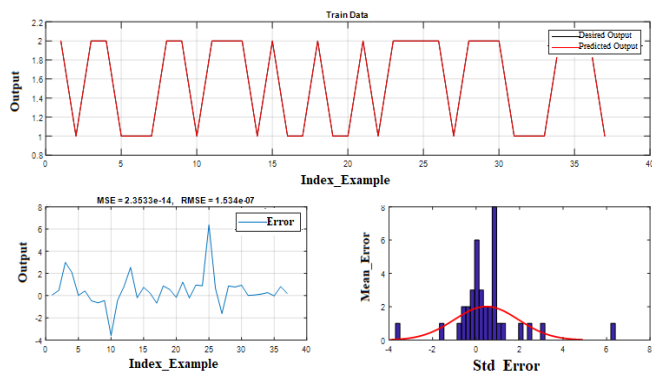 Train Data
2.2
2
1.8
1.6
1.4
1.2
1
0.8
Output
Desired Output
Predicted Output
0 5 10 15 20 25 30 35 40
Index_Example
MSE = 2.3533e-14, RMSE = 1.534e-07
8
6
4
2
0
-2
-4
Output
Error
0 5 10 15 20 25 30 35 40
Index_Example
8
6
4
2
0
Mean_Error
-4 -2 0 2 4 6 8
Std_Error